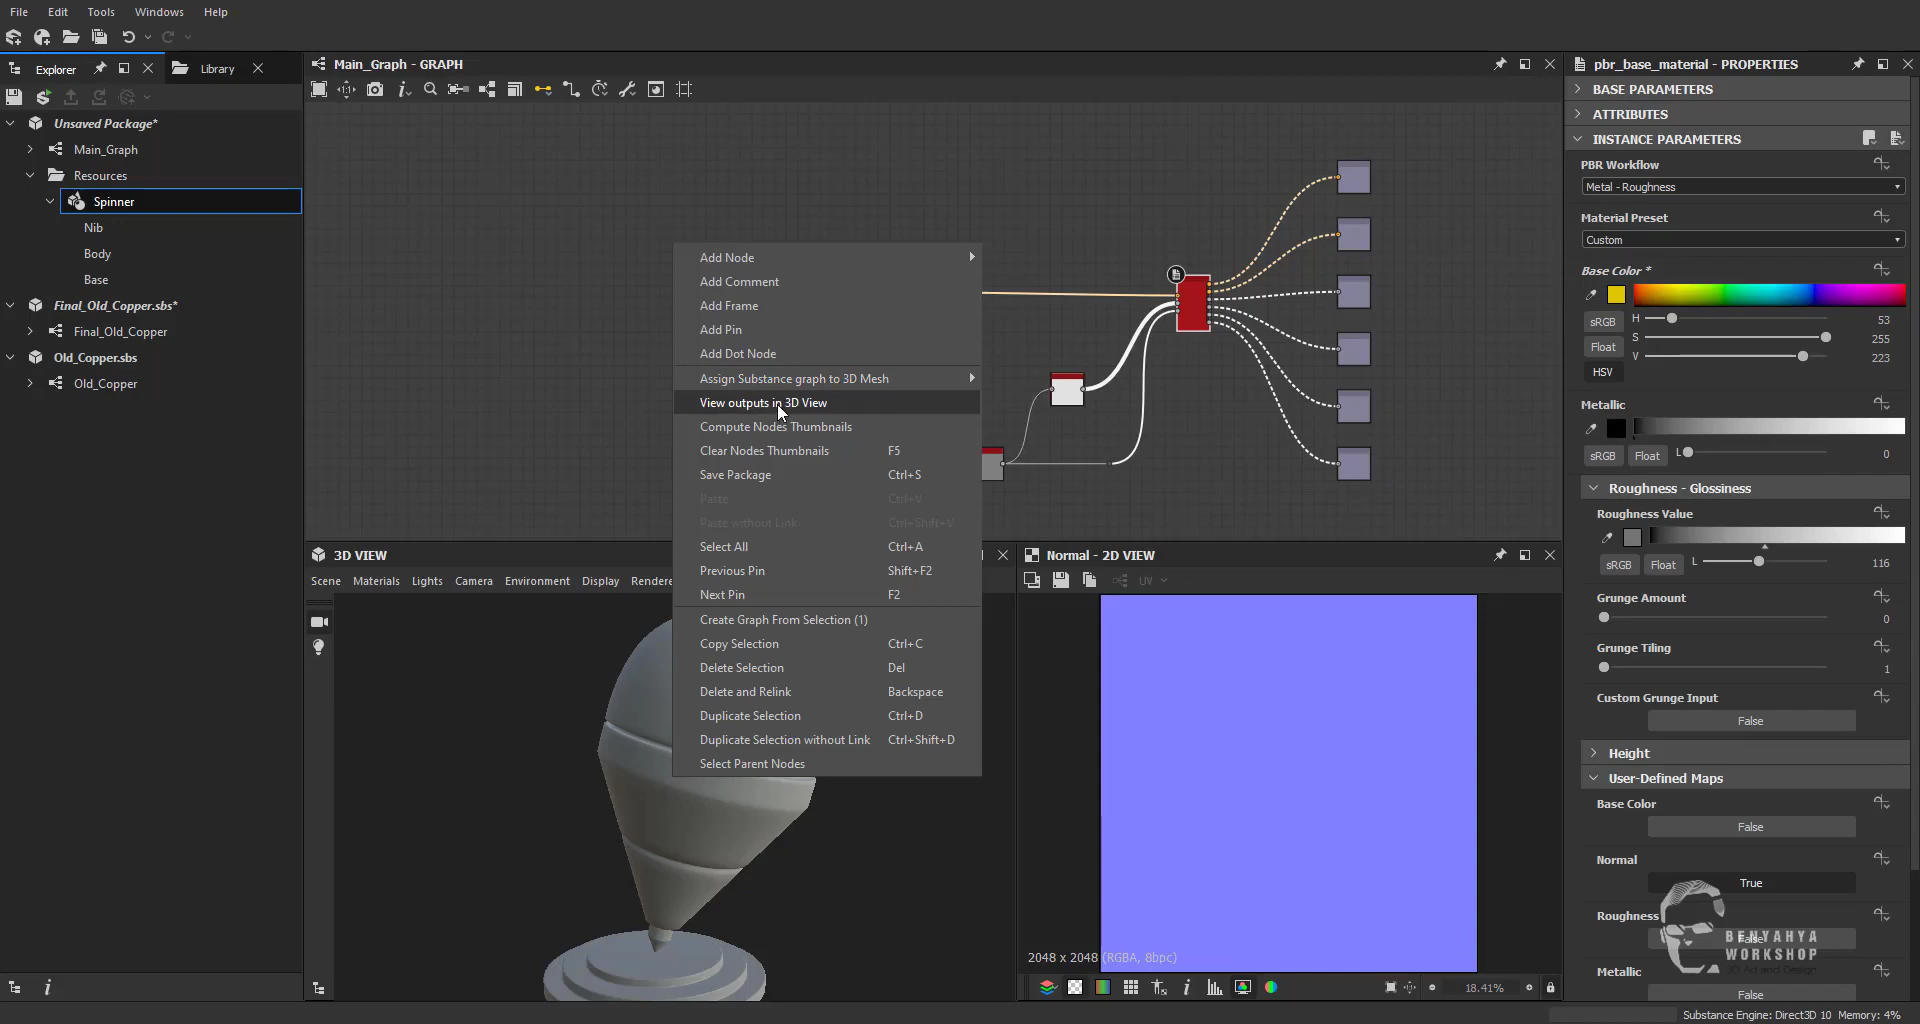 File Edit Tools Windows Help
Explorer Library
Main_Graph - GRAPH
pbr_base_material - PROPERTIES
Unsaved Package*
Main_Graph
Resources
Spinner
Nib
Body
Base
Final_Old_Copper.sbs*
Final_Old_Copper
Old_Copper.sbs
Old_Copper
Add Node
Add Comment
Add Frame
Add Pin
Add Dot Node
Assign Substance graph to 3D Mesh
View outputs in 3D View
Compute Nodes Thumbnails
Clear Nodes Thumbnails F5
Save Package Ctrl+S
Paste Ctrl+V
Paste without Link Ctrl+Shift+V
Select All Ctrl+A
Previous Pin Shift+F2
Next Pin F2
Create Graph From Selection (1)
Copy Selection Ctrl+C
Delete Selection Del
Delete and Relink Backspace
Duplicate Selection Ctrl+D
Duplicate Selection without Link Ctrl+Shift+D
Select Parent Nodes
3D VIEW
Scene Materials Lights Camera Environment Display
Normal - 2D VIEW
UV
2048 x 2048 (RGBA, 8bpc)
18.41%
BASE PARAMETERS
ATTRIBUTES
INSTANCE PARAMETERS
PBR Workflow
Metal - Roughness
Material Preset
Custom
Base Color *
sRGB H 53
Float S 255
HSV V 223
Metallic
sRGB Float L 0
Roughness - Glossiness
Roughness Value
sRGB Float L 116
Grunge Amount
0
Grunge Tiling
1
Custom Grunge Input
False
Height
User-Defined Maps
Base Color
False
Normal
True
Roughness
False
BENYAHYA
WORKSHOP
3D Art and Design
Metallic
False
Substance Engine: Direct3D 10 Memory: 4%